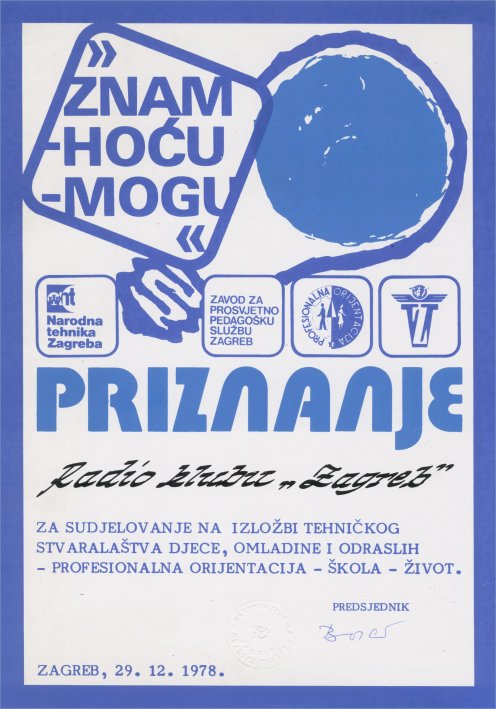 »
ZNAM
-HOĆU
-MOGU
«
nt
Narodna
tehnika
Zagreba
ZAVOD ZA
PROSVJETNO
PEDAGOŠKU
SLUŽBU
ZAGREB
PROFESIONALNA ORIJENTACIJA
PRIZNANJE
Radio klubu „Zagreb”
ZA SUDJELOVANJE NA IZLOŽBI TEHNIČKOG
STVARALAŠTVA DJECE, OMLADINE I ODRASLIH
- PROFESIONALNA ORIJENTACIJA - ŠKOLA - ŽIVOT.
PREDSJEDNIK
ZAGREB, 29. 12. 1978.